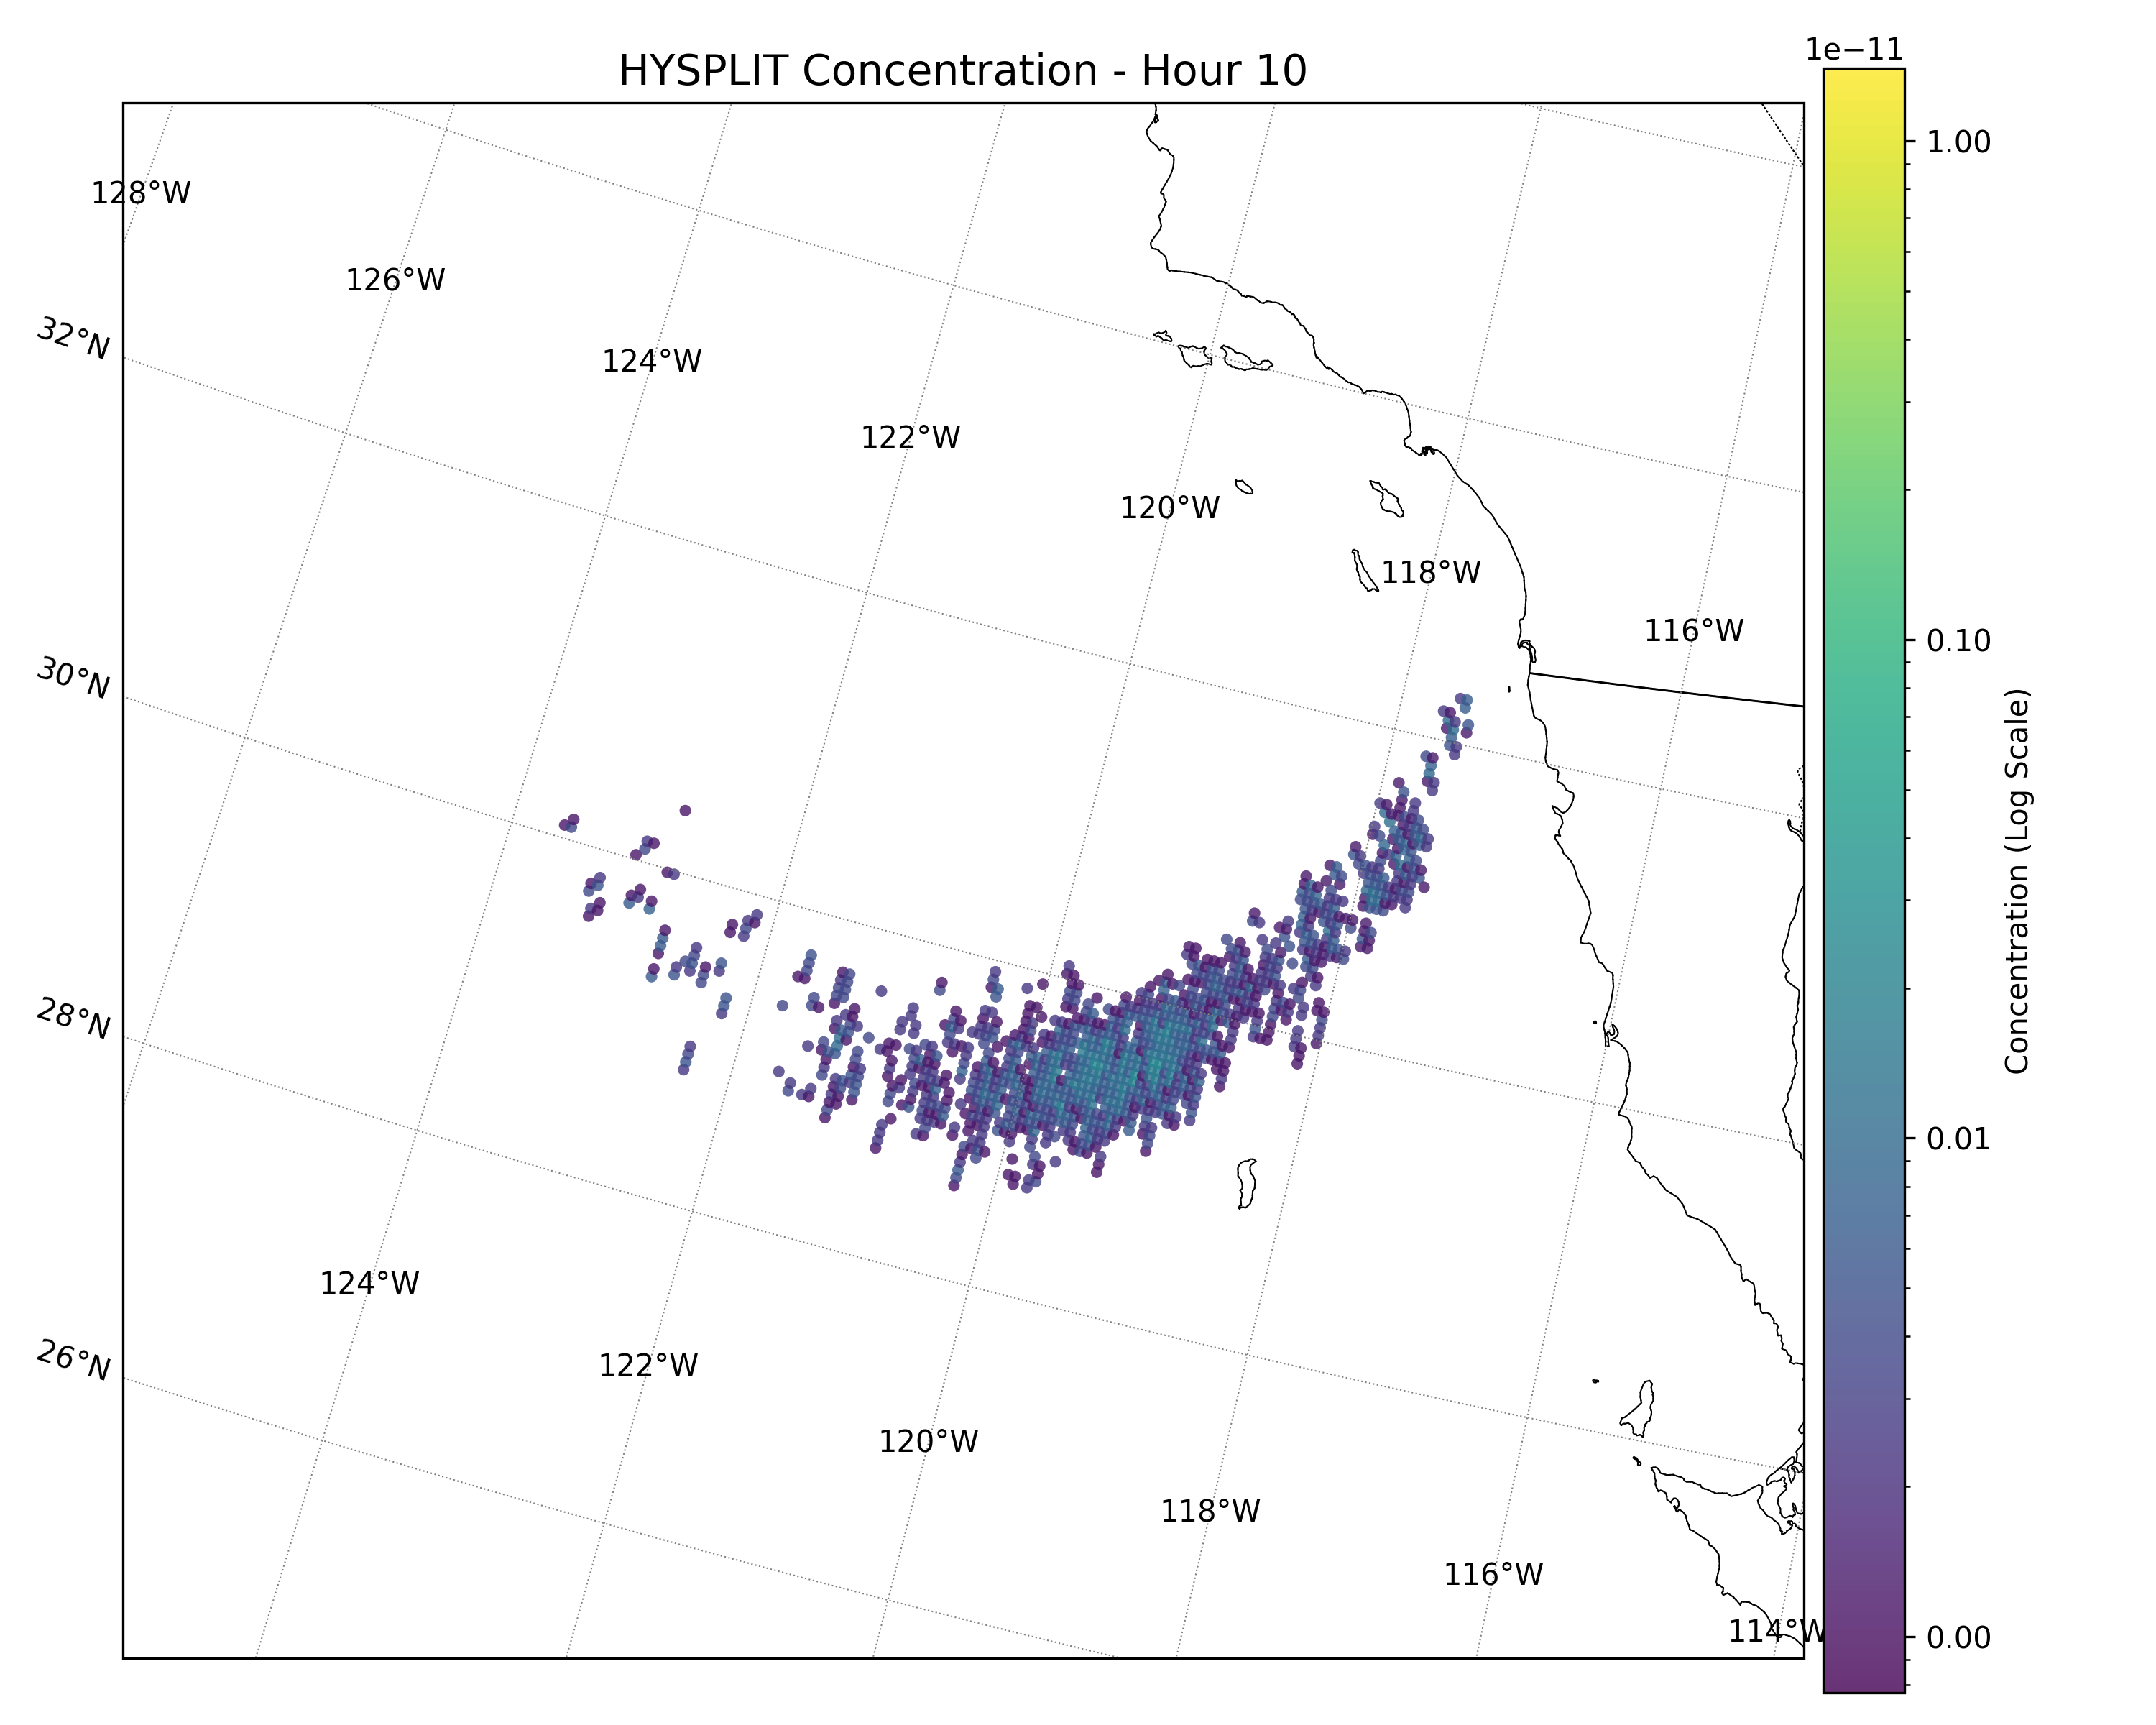 1e−11
HYSPLIT Concentration - Hour 10
1.00
128°W
126°W
32°N
124°W
122°W
120°W
118°W
116°W
0.10
30°N
Concentration (Log Scale)
28°N
0.01
124°W
26°N
122°W
120°W
118°W
116°W
114°W
0.00